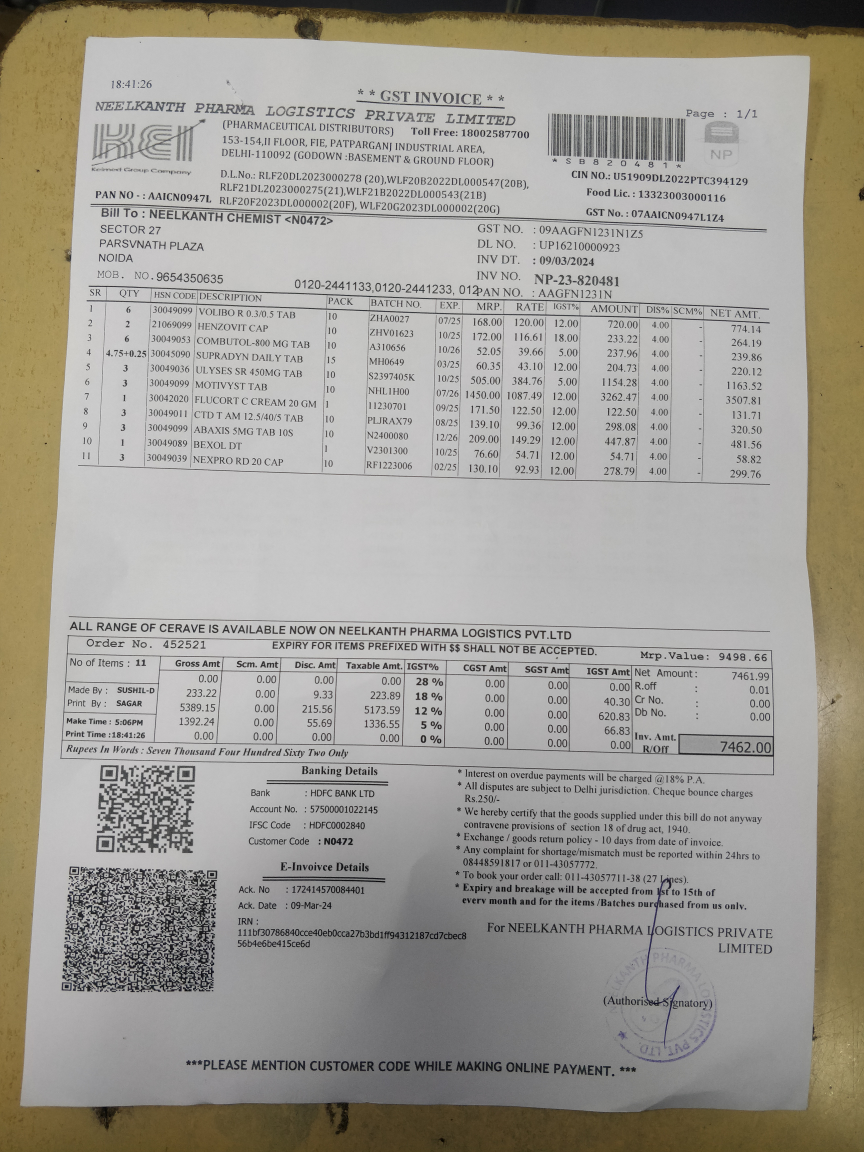 18:41:26
* * GST INVOICE * *
Page : 1/1
NEELKANTH PHARMA LOGISTICS PRIVATE LIMITED
(PHARMACEUTICAL DISTRIBUTORS) Toll Free: 18002587700
153-154,II FLOOR, FIE, PATPARGANJ INDUSTRIAL AREA,
DELHI-110092 (GODOWN :BASEMENT & GROUND FLOOR)
KEI
Keimed Group Company
* S B 8 2 0 4 8 1 *
NP
D.L.No.: RLF20DL2023000278 (20),WLF20B2022DL000547(20B),
RLF21DL2023000275(21),WLF21B2022DL000543(21B)
RLF20F2023DL000002(20F), WLF20G2023DL000002(20G)
CIN NO.: U51909DL2022PTC394129
Food Lic. : 13323003000116
GST No. : 07AAICN0947L1Z4
PAN NO - : AAICN0947L
Bill To : NEELKANTH CHEMIST <N0472>
SECTOR 27
PARSVNATH PLAZA
NOIDA
MOB. NO.9654350635
0120-2441133,0120-2441233, 012
GST NO. : 09AAGFN1231N1Z5
DL NO. : UP16210000923
INV DT. : 09/03/2024
INV NO. NP-23-820481
PAN NO. : AAGFN1231N
SR QTY HSN CODE DESCRIPTION PACK BATCH NO. EXP. MRP. RATE IGST% AMOUNT DIS% SCM% NET AMT.
1 6 30049099 VOLIBO R 0.3/0.5 TAB 10 ZHA0027 07/25 168.00 120.00 12.00 720.00 4.00 - 774.14
2 2 21069099 HENZOVIT CAP 10 ZHV01623 10/25 172.00 116.61 18.00 233.22 4.00 - 264.19
3 6 30049053 COMBUTOL-800 MG TAB 10 A310656 10/26 52.05 39.66 5.00 237.96 4.00 - 239.86
4 4.75+0.25 30045090 SUPRADYN DAILY TAB 15 MH0649 03/25 60.35 43.10 12.00 204.73 4.00 - 220.12
5 3 30049036 ULYSES SR 450MG TAB 10 S2397405K 10/25 505.00 384.76 5.00 1154.28 4.00 - 1163.52
6 3 30049099 MOTIVYST TAB 10 NHL1H00 07/26 1450.00 1087.49 12.00 3262.47 4.00 - 3507.81
7 1 30042020 FLUCORT C CREAM 20 GM 1 11230701 09/25 171.50 122.50 12.00 122.50 4.00 - 131.71
8 3 30049011 CTD T AM 12.5/40/5 TAB 10 PLJRAX79 08/25 139.10 99.36 12.00 298.08 4.00 - 320.50
9 3 30049099 ABAXIS 5MG TAB 10S 10 N2400080 12/26 209.00 149.29 12.00 447.87 4.00 - 481.56
10 1 30049089 BEXOL DT 1 V2301300 10/25 76.60 54.71 12.00 54.71 4.00 - 58.82
11 3 30049039 NEXPRO RD 20 CAP 10 RF1223006 02/25 130.10 92.93 12.00 278.79 4.00 - 299.76
ALL RANGE OF CERAVE IS AVAILABLE NOW ON NEELKANTH PHARMA LOGISTICS PVT.LTD
Order No. 452521 EXPIRY FOR ITEMS PREFIXED WITH $$ SHALL NOT BE ACCEPTED. Mrp.Value: 9498.66
No of Items : 11 Gross Amt Scm. Amt Disc. Amt Taxable Amt. IGST% CGST Amt SGST Amt IGST Amt Net Amount: 7461.99
0.00 0.00 0.00 0.00 28 % 0.00 0.00 0.00 R.off 0.01
Made By : SUSHIL-D 233.22 0.00 9.33 223.89 18 % 0.00 0.00 40.30 Cr No. : 0.00
Print By : SAGAR 5389.15 0.00 215.56 5173.59 12 % 0.00 0.00 620.83 Db No. : 0.00
Make Time : 5:06PM 1392.24 0.00 55.69 1336.55 5 % 0.00 0.00 66.83
Print Time :18:41:26 0.00 0.00 0.00 0.00 0 % 0.00 0.00 0.00 Inv. Amt. R/Off 7462.00
Rupees In Words : Seven Thousand Four Hundred Sixty Two Only
Banking Details
Bank : HDFC BANK LTD
Account No. : 57500001022145
IFSC Code : HDFC0002840
Customer Code : N0472
E-Invoivce Details
Ack. No : 172414570084401
Ack. Date : 09-Mar-24
IRN :
111bf30786840cce40eb0cca27b3bd1ff94312187cd7cbec8
56b4e6be415ce6d
* Interest on overdue payments will be charged @18% P.A.
* All disputes are subject to Delhi jurisdiction. Cheque bounce charges
Rs.250/-
* We hereby certify that the goods supplied under this bill do not anyway
contravene provisions of section 18 of drug act, 1940.
* Exchange / goods return policy - 10 days from date of invoice.
* Any complaint for shortage/mismatch must be reported within 24hrs to
08448591817 or 011-43057772.
* To book your order call: 011-43057711-38 (27 Lines).
* Expiry and breakage will be accepted from 1st to 15th of
every month and for the items /Batches purchased from us only.
For NEELKANTH PHARMA LOGISTICS PRIVATE
LIMITED
NEELKANTH PHARMA LOGISTICS PVT. LTD.
(Authorised Signatory)
***PLEASE MENTION CUSTOMER CODE WHILE MAKING ONLINE PAYMENT. ***